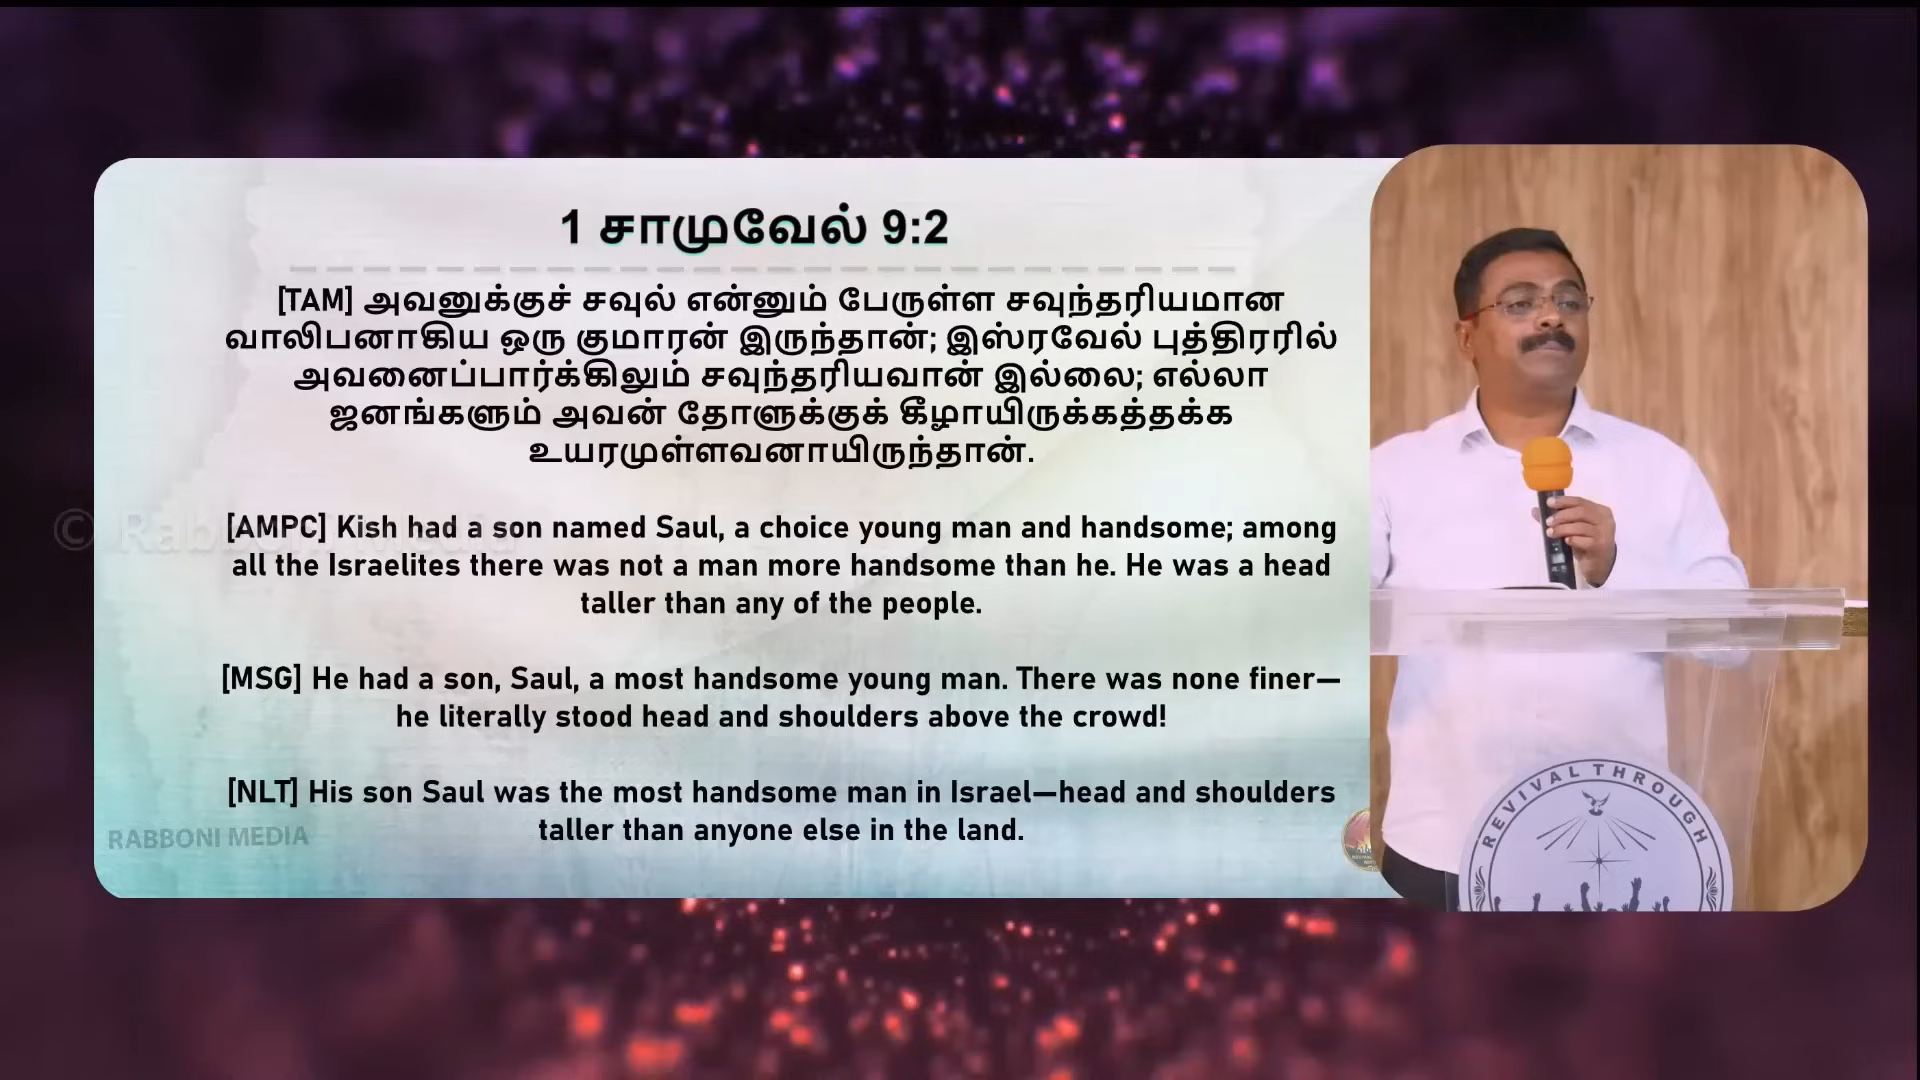 1 சாமுவேல் 9:2
[TAM] அவனுக்குச் சவுல் என்னும் பேருள்ள சவுந்தரியமான
வாலிபனாகிய ஒரு குமாரன் இருந்தான்; இஸ்ரவேல் புத்திரரில்
அவனைப்பார்க்கிலும் சவுந்தரியவான் இல்லை; எல்லா
ஜனங்களும் அவன் தோளுக்குக் கீழாயிருக்கத்தக்க
உயரமுள்ளவனாயிருந்தான்.
[AMPC] Kish had a son named Saul, a choice young man and handsome; among
all the Israelites there was not a man more handsome than he. He was a head
taller than any of the people.
[MSG] He had a son, Saul, a most handsome young man. There was none finer—
he literally stood head and shoulders above the crowd!
[NLT] His son Saul was the most handsome man in Israel—head and shoulders
taller than anyone else in the land.
© Rabboni Media
RABBONI MEDIA
REVIVAL THROUGH